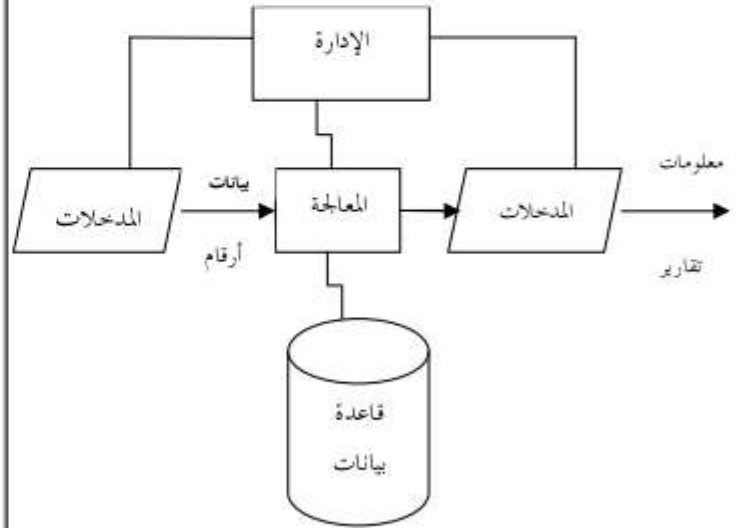 الإدارة
معلومات
بيانات
المدخلات
المعالجة
المدخلات
أرقام
تقارير
قاعدة
بيانات